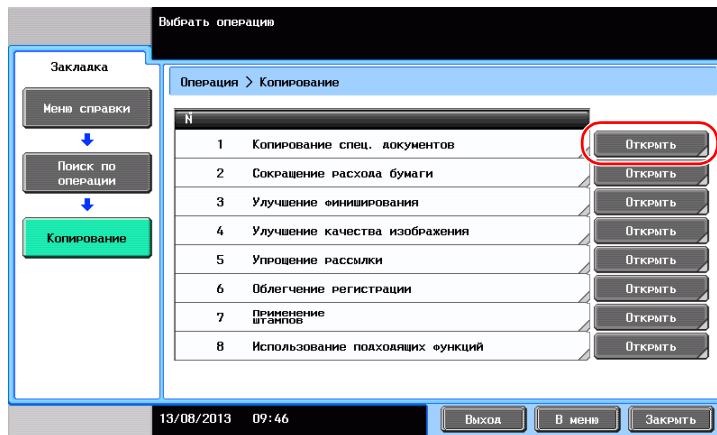 Выбрать операцию
Закладка
Меню справки
Поиск по
операции
Копирование
Операция > Копирование
№
1 Копирование спец. документов Открыть
2 Сокращение расхода бумаги Открыть
3 Улучшение финиширования Открыть
4 Улучшение качества изображения Открыть
5 Упрощение рассылки Открыть
6 Облегчение регистрации Открыть
7 Применение
штампов Открыть
8 Использование подходящих функций Открыть
13/08/2013 09:46 Выход В меню Закрыть